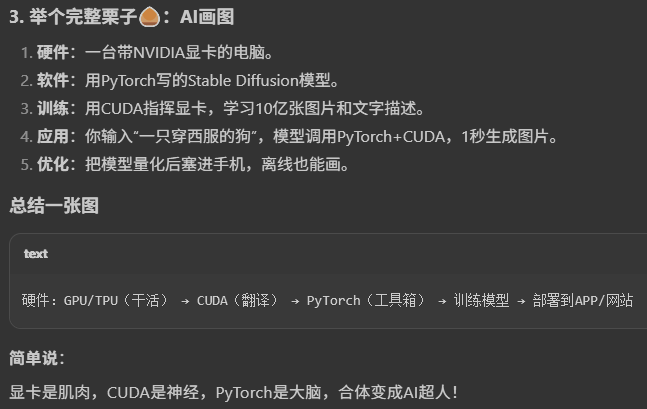 3. 举个完整栗子🌰：AI画图
1. 硬件：一台带NVIDIA显卡的电脑。
2. 软件：用PyTorch写的Stable Diffusion模型。
3. 训练：用CUDA指挥显卡，学习10亿张图片和文字描述。
4. 应用：你输入“一只穿西服的狗”，模型调用PyTorch+CUDA，1秒生成图片。
5. 优化：把模型量化后塞进手机，离线也能画。
总结一张图
text
硬件：GPU/TPU（干活） → CUDA（翻译） → PyTorch（工具箱） → 训练模型 → 部署到APP/网站
简单说：
显卡是肌肉，CUDA是神经，PyTorch是大脑，合体变成AI超人！